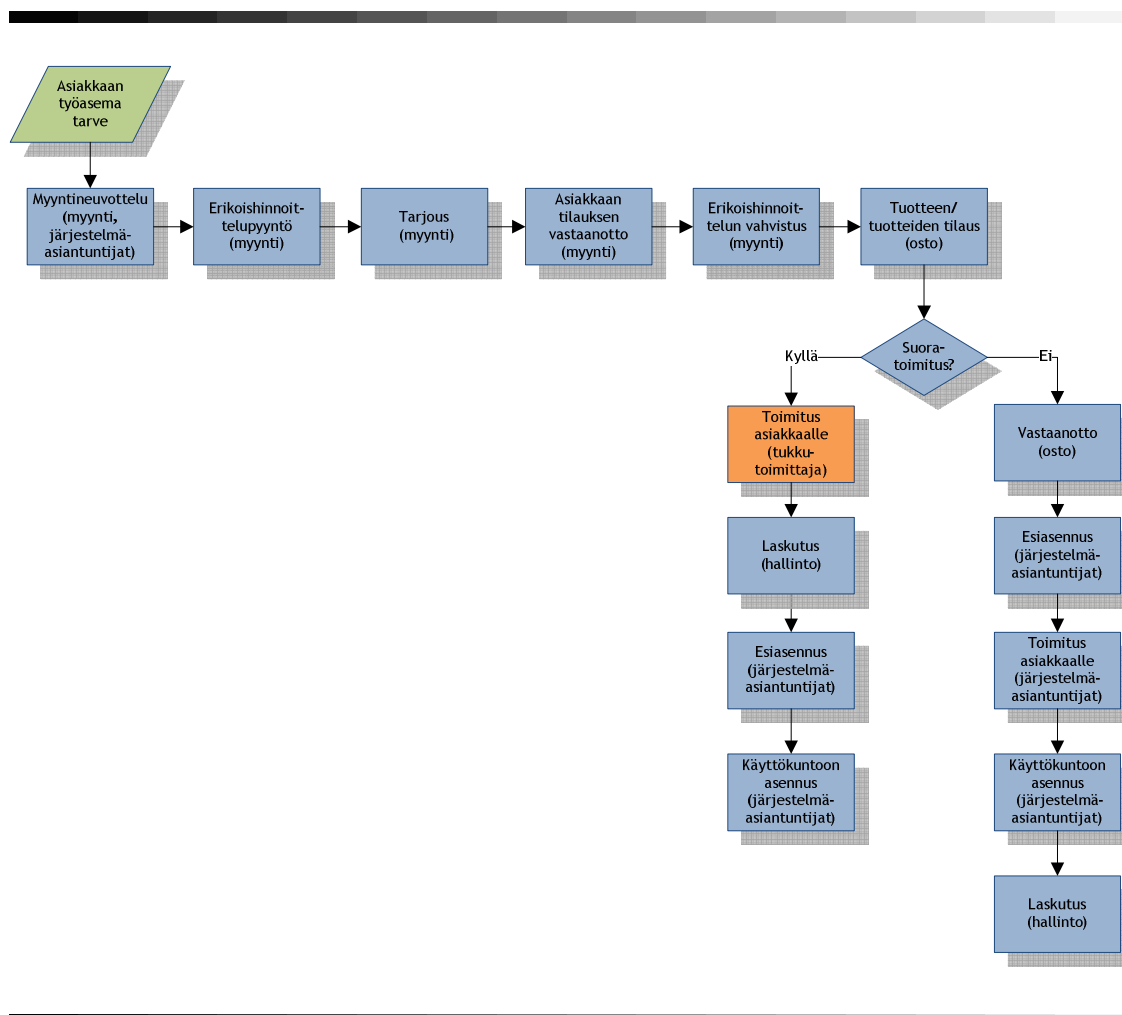 Asiakkaan
työasema
tarve
Myyntineuvottelu
(myynti,
järjestelmä-
asiantuntijat)
Erikoishinnoit-
telupyyntö
(myynti)
Tarjous
(myynti)
Asiakkaan
tilauksen
vastaanotto
(myynti)
Erikoishinnoit-
telun vahvistus
(myynti)
Tuotteen/
tuotteiden tilaus
(osto)
Suora-
toimitus?
Kyllä
Ei
Toimitus
asiakkaalle
(tukku-
toimittaja)
Laskutus
(hallinto)
Esiasennus
(järjestelmä-
asiantuntijat)
Käyttökuntoon
asennus
(järjestelmä-
asiantuntijat)
Vastaanotto
(osto)
Esiasennus
(järjestelmä-
asiantuntijat)
Toimitus
asiakkaalle
(järjestelmä-
asiantuntijat)
Käyttökuntoon
asennus
(järjestelmä-
asiantuntijat)
Laskutus
(hallinto)